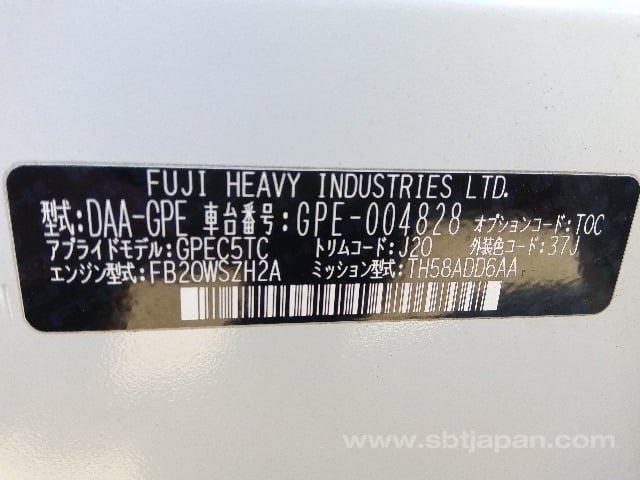 FUJI HEAVY INDUSTRIES LTD.
型式:DAA-GPE 車台番号:GPE-004828 オプションコード:TOC
アプライドモデル:GPEC5TC トリムコード:J20 外装色コード:37J
エンジン型式:FB20WSZH2A ミッション型式:TH58ADD6AA
www.sbtjapan.com